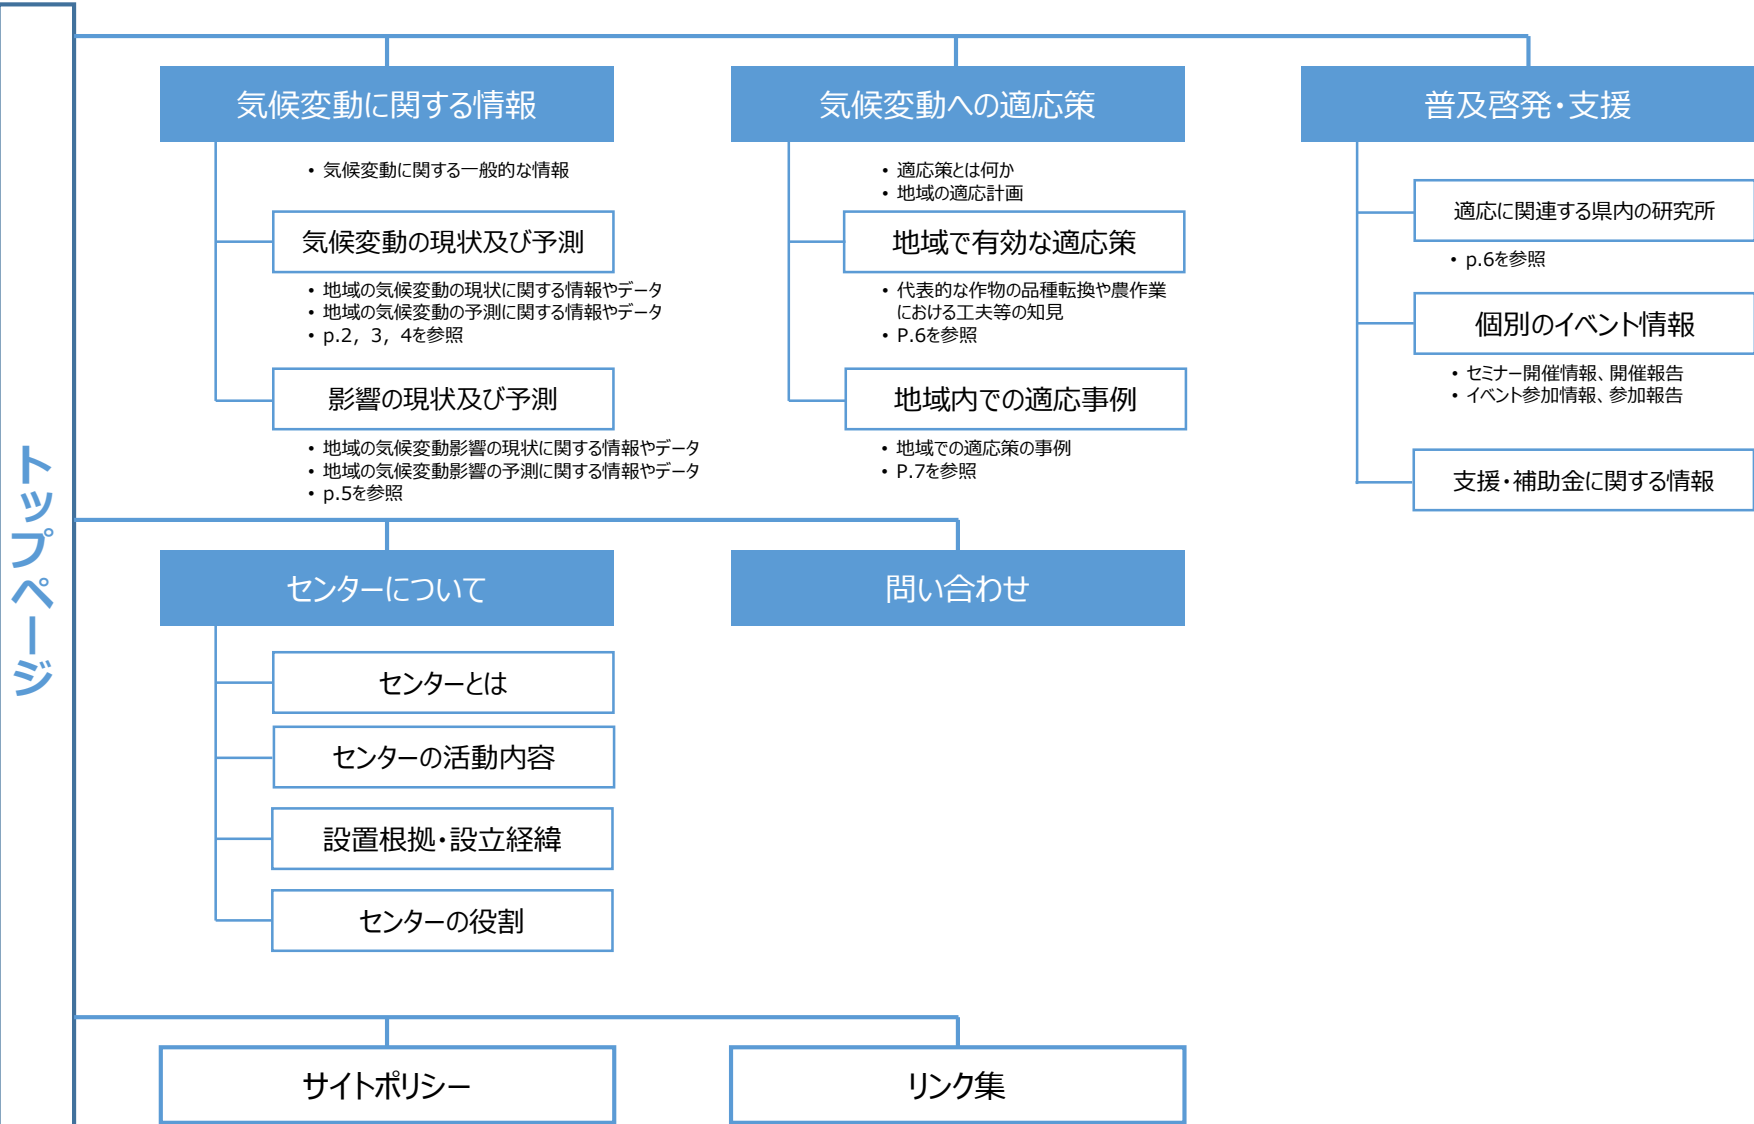 トップページ
気候変動に関する情報
・気候変動に関する一般的な情報
気候変動の現状及び予測
・地域の気候変動の現状に関する情報やデータ
・地域の気候変動の予測に関する情報やデータ
・p.2，3，4を参照
影響の現状及び予測
・地域の気候変動影響の現状に関する情報やデータ
・地域の気候変動影響の予測に関する情報やデータ
・p.5を参照
気候変動への適応策
・適応策とは何か
・地域の適応計画
地域で有効な適応策
・代表的な作物の品種転換や農作業
における工夫等の知見
・P.6を参照
地域内での適応事例
・地域での適応策の事例
・P.7を参照
普及啓発・支援
適応に関連する県内の研究所
・p.6を参照
個別のイベント情報
・セミナー開催情報、開催報告
・イベント参加情報、参加報告
支援・補助金に関する情報
センターについて
センターとは
センターの活動内容
設置根拠・設立経緯
センターの役割
問い合わせ
サイトポリシー
リンク集